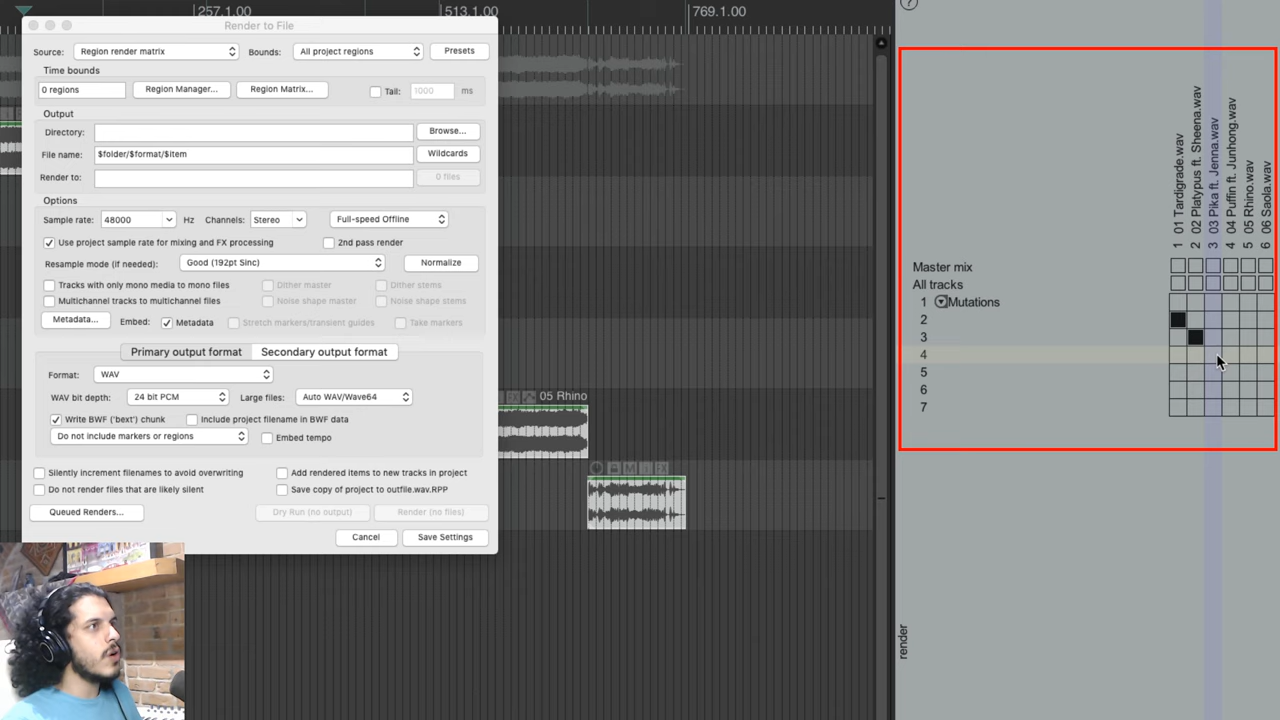 257.1.00
513.1.00
769.1.00
Render to File
Source: Region render matrix Bounds: All project regions Presets
Time bounds
0 regions Region Manager... Region Matrix... Tail: 1000 ms
Output
Directory: Browse...
File name: $folder/$format/$item Wildcards
Render to: 0 files
Options
Sample rate: 48000 Hz Channels: Stereo Full-speed Offline
Use project sample rate for mixing and FX processing 2nd pass render
Resample mode (if needed): Good (192pt Sinc) Normalize
Tracks with only mono media to mono files Dither master Dither stems
Multichannel tracks to multichannel files Noise shape master Noise shape stems
Metadata... Embed: Metadata Stretch markers/transient guides Take markers
Primary output format Secondary output format
Format: WAV
WAV bit depth: 24 bit PCM Large files: Auto WAV/Wave64
Write BWF ('bext') chunk Include project filename in BWF data
Do not include markers or regions Embed tempo
Silently increment filenames to avoid overwriting Add rendered items to new tracks in project
Do not render files that are likely silent Save copy of project to outfile.wav.RPP
Queued Renders... Dry Run (no output) Render (no files)
Cancel Save Settings
05 Rhino
M FX
?
1 01 Tardigrade.wav
2 02 Platypus ft. Sheena.wav
3 03 Pika ft. Jenna.wav
4 04 Puffin ft. Junhong.wav
5 05 Rhino.wav
6 06 Saola.wav
Master mix
All tracks
1 Mutations
2
3
4
5
6
7
render